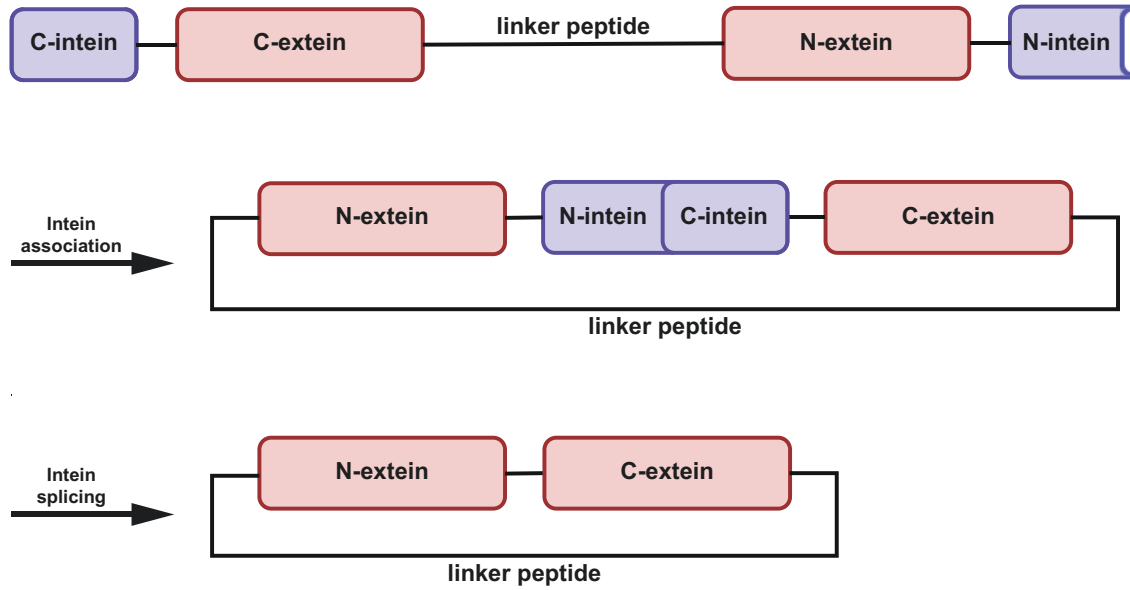 C-intein C-extein linker peptide N-extein N-intein
Intein
association
N-extein N-intein C-intein C-extein
linker peptide
Intein
splicing
N-extein C-extein
linker peptide